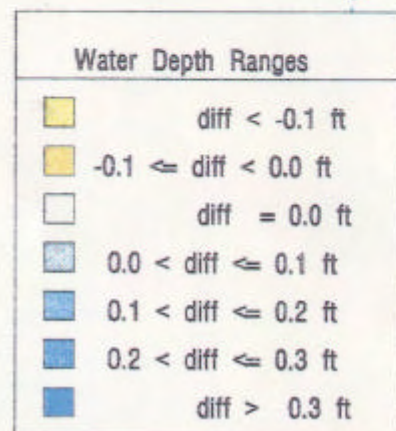 Water Depth Ranges
diff < -0.1 ft
-0.1 <= diff < 0.0 ft
diff = 0.0 ft
0.0 < diff <= 0.1 ft
0.1 < diff <= 0.2 ft
0.2 < diff <= 0.3 ft
diff > 0.3 ft